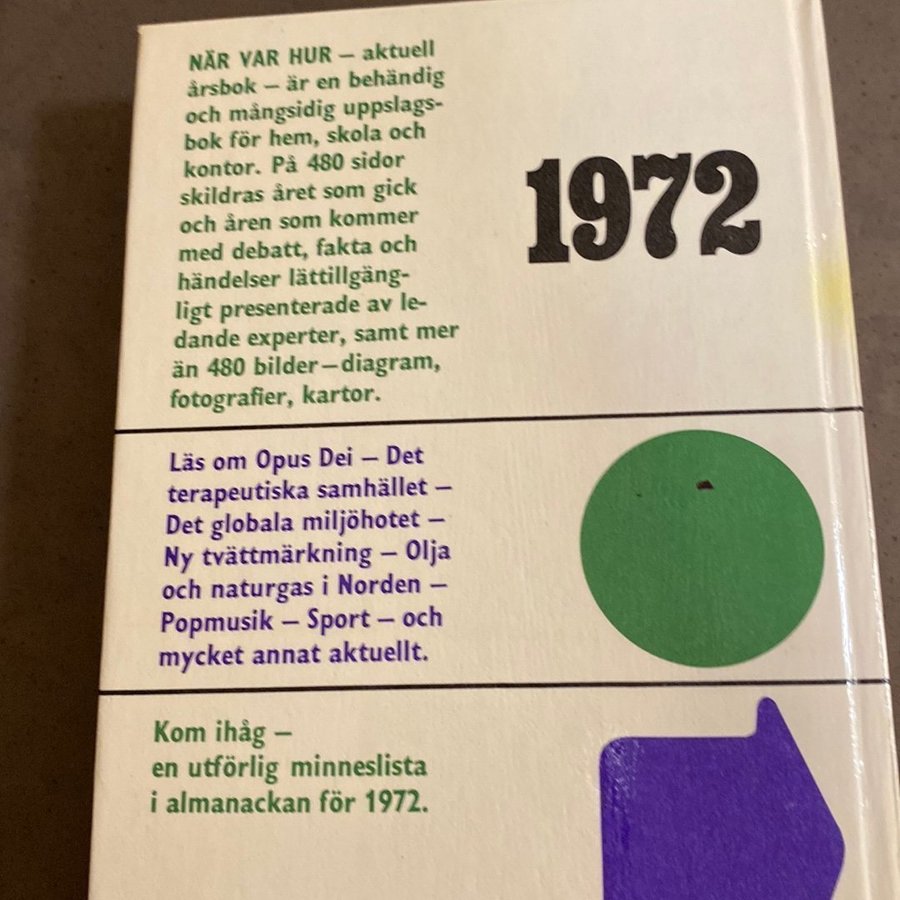 NÄR VAR HUR – aktuell
årsbok – är en behändig
och mångsidig uppslags-
bok för hem, skola och
kontor. På 480 sidor
skildras året som gick
och åren som kommer
med debatt, fakta och
händelser lättillgäng-
ligt presenterade av le-
dande experter, samt mer
än 480 bilder – diagram,
fotografier, kartor.
1972
Läs om Opus Dei – Det
terapeutiska samhället –
Det globala miljöhotet –
Ny tvättmärkning – Olja
och naturgas i Norden –
Popmusik – Sport – och
mycket annat aktuellt.
Kom ihåg –
en utförlig minneslista
i almanackan för 1972.